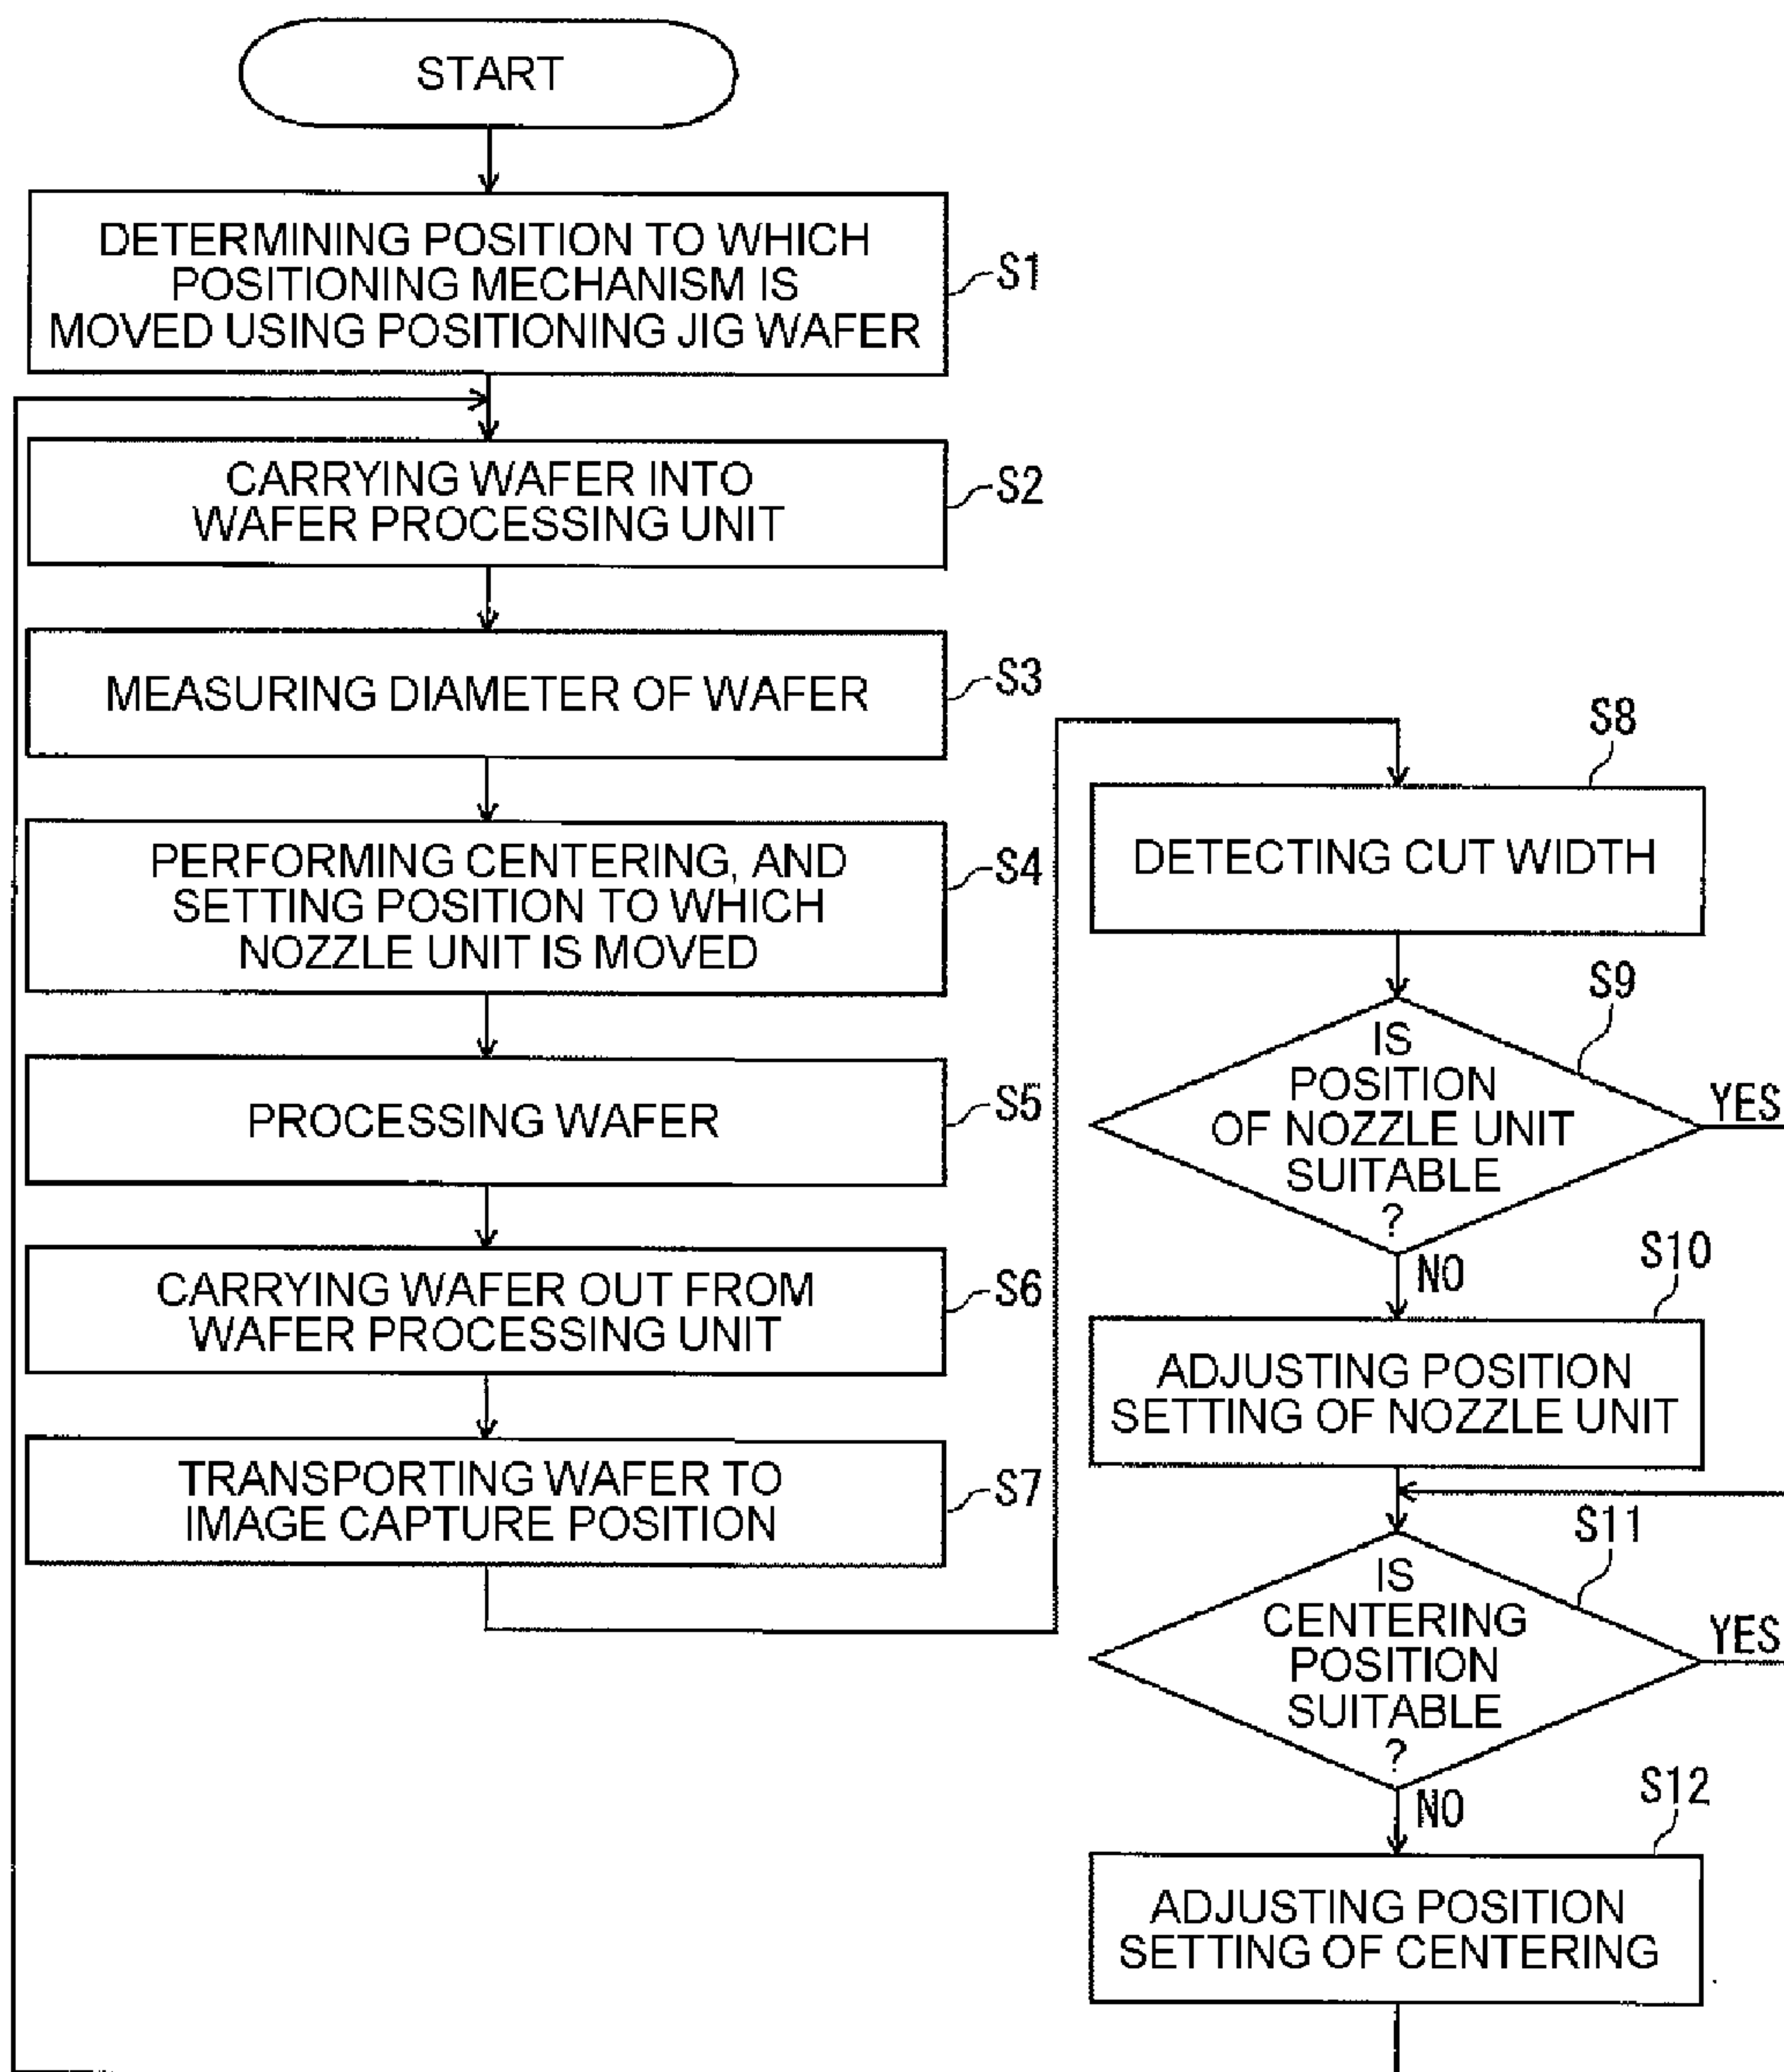 START
DETERMINING POSITION TO WHICH
POSITIONING MECHANISM IS
MOVED USING POSITIONING JIG WAFER
S1
CARRYING WAFER INTO
WAFER PROCESSING UNIT
S2
MEASURING DIAMETER OF WAFER
S3
PERFORMING CENTERING, AND
SETTING POSITION TO WHICH
NOZZLE UNIT IS MOVED
S4
PROCESSING WAFER
S5
CARRYING WAFER OUT FROM
WAFER PROCESSING UNIT
S6
TRANSPORTING WAFER TO
IMAGE CAPTURE POSITION
S7
S8
DETECTING CUT WIDTH
S9
IS
POSITION
OF NOZZLE UNIT
SUITABLE
?
YES
NO
S10
ADJUSTING POSITION
SETTING OF NOZZLE UNIT
S11
IS
CENTERING
POSITION
SUITABLE
?
YES
NO
S12
ADJUSTING POSITION
SETTING OF CENTERING